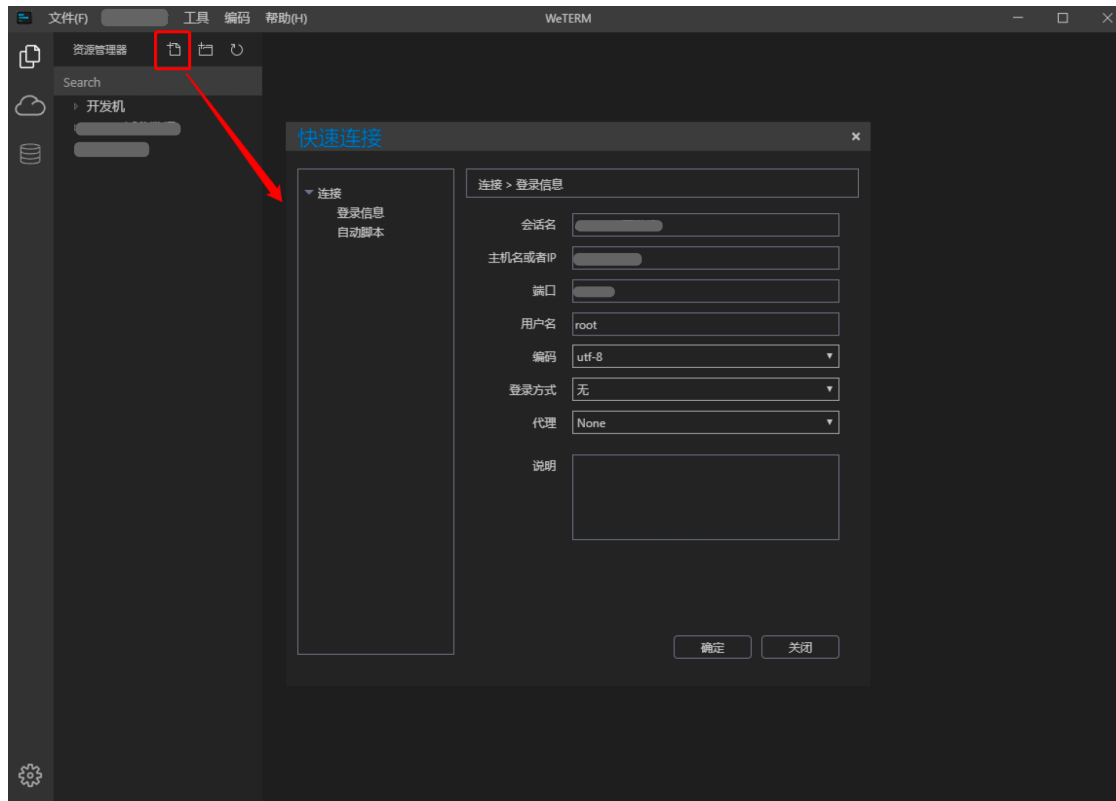 文件(F) 工具 编码 帮助(H) WeTERM
资源管理器
Search
开发机
快速连接
连接
登录信息
自动脚本
连接 > 登录信息
会话名
主机名或者IP
端口
用户名 root
编码 utf-8
登录方式 无
代理 None
说明
确定 关闭